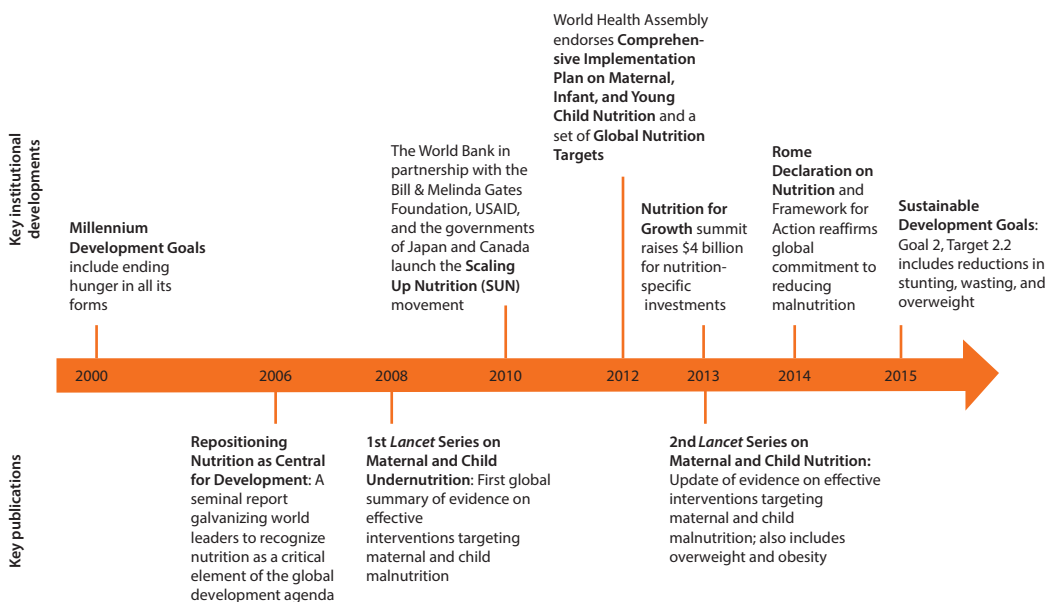 Key institutional
developments
Millennium
Development Goals
include ending
hunger in all its
forms
The World Bank in
partnership with the
Bill & Melinda Gates
Foundation, USAID,
and the governments
of Japan and Canada
launch the Scaling
Up Nutrition (SUN)
movement
World Health Assembly
endorses Comprehen-
sive Implementation
Plan on Maternal,
Infant, and Young
Child Nutrition and a
set of Global Nutrition
Targets
Nutrition for
Growth summit
raises $4 billion
for nutrition-
specific
investments
Rome
Declaration on
Nutrition and
Framework for
Action reaffirms
global
commitment to
reducing
malnutrition
Sustainable
Development Goals:
Goal 2, Target 2.2
includes reductions in
stunting, wasting, and
overweight
2000 2006 2008 2010 2012 2013 2014 2015
Key publications
Repositioning
Nutrition as Central
for Development: A
seminal report
galvanizing world
leaders to recognize
nutrition as a critical
element of the global
development agenda
1st Lancet Series on
Maternal and Child
Undernutrition: First global
summary of evidence on
effective
interventions targeting
maternal and child
malnutrition
2nd Lancet Series on
Maternal and Child Nutrition:
Update of evidence on effective
interventions targeting
maternal and child
malnutrition; also includes
overweight and obesity